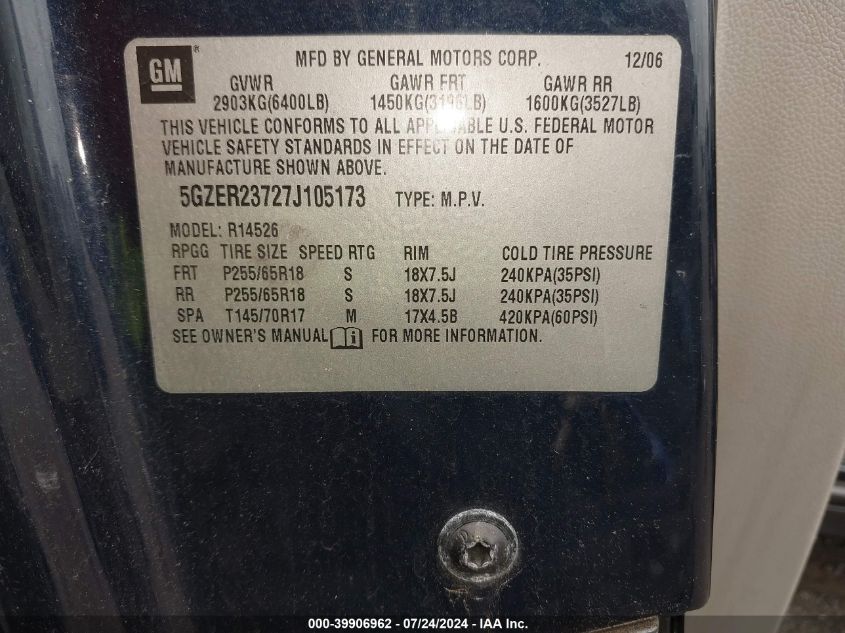 GM ® MFD BY GENERAL MOTORS CORP. 12/06
GVWR GAWR FRT GAWR RR
2903KG(6400LB) 1450KG(3196LB) 1600KG(3527LB)
THIS VEHICLE CONFORMS TO ALL APPLICABLE U.S. FEDERAL MOTOR
VEHICLE SAFETY STANDARDS IN EFFECT ON THE DATE OF
MANUFACTURE SHOWN ABOVE.
5GZER23727J105173 TYPE: M.P.V.
MODEL: R14526
RPGG TIRE SIZE SPEED RTG RIM COLD TIRE PRESSURE
FRT P255/65R18 S 18X7.5J 240KPA(35PSI)
RR P255/65R18 S 18X7.5J 240KPA(35PSI)
SPA T145/70R17 M 17X4.5B 420KPA(60PSI)
SEE OWNER'S MANUAL FOR MORE INFORMATION.
000-39906962 - 07/24/2024 - IAA Inc.